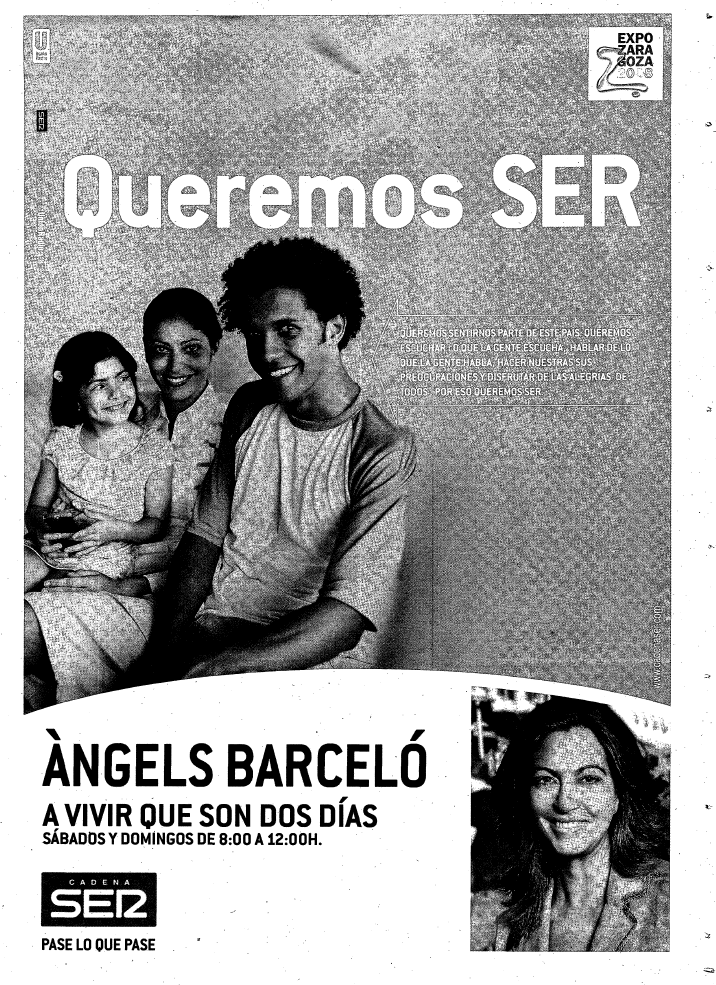 EXPO
ZARA
GOZA
2008
SER
Queremos SER
QUEREMOS SENTIRNOS PARTE DE ESTE PAIS. QUEREMOS
ESCUCHAR LO QUE LA GENTE ESCUCHA, HABLAR DE LO
QUE LA GENTE HABLA, HACER NUESTRAS SUS
PREOCUPACIONES Y DISFRUTAR DE LAS ALEGRIAS DE
TODOS. POR ESO QUEREMOS SER.
ÀNGELS BARCELÓ
A VIVIR QUE SON DOS DÍAS
SÁBADOS Y DOMINGOS DE 8:00 A 12:00H.
CADENA
SER
PASE LO QUE PASE